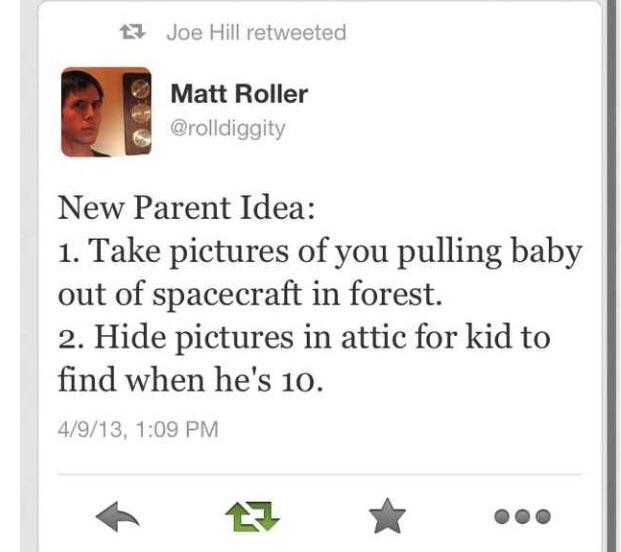 Joe Hill retweeted
Matt Roller
@rolldiggity
New Parent Idea:
1. Take pictures of you pulling baby
out of spacecraft in forest.
2. Hide pictures in attic for kid to
find when he's 10.
4/9/13, 1:09 PM